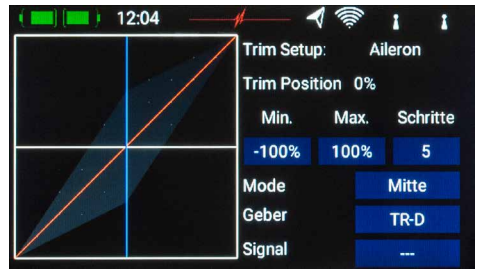 12:04
Trim Setup: Aileron
Trim Position 0%
Min. Max. Schritte
-100% 100% 5
Mode Mitte
Geber TR-D
Signal ---